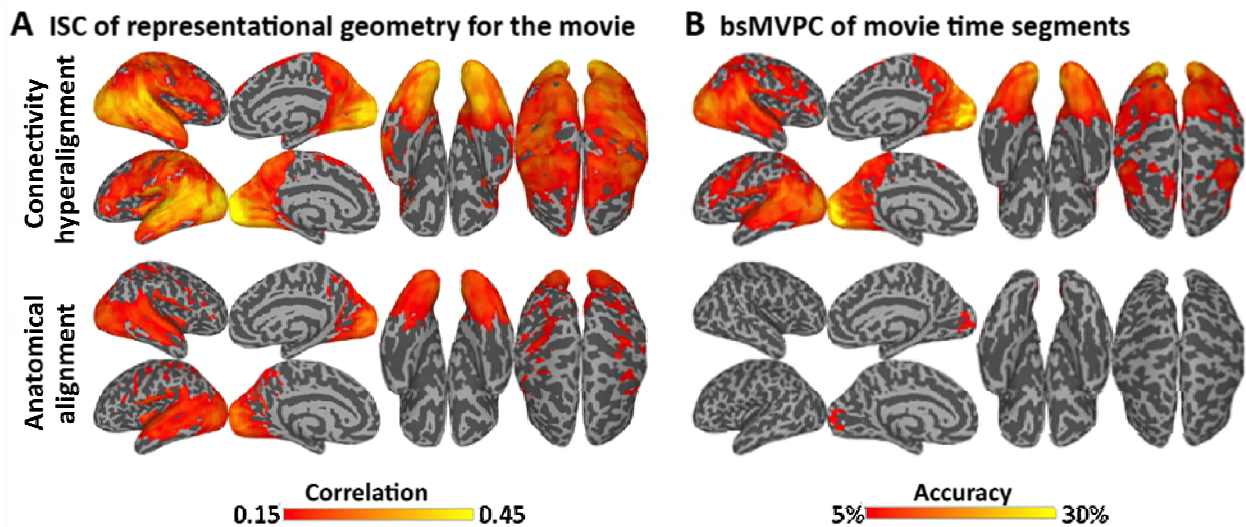 A ISC of representational geometry for the movie
B bsMVPC of movie time segments
Connectivity
hyperalignment
Anatomical
alignment
Correlation
0.15 0.45
Accuracy
5% 30%